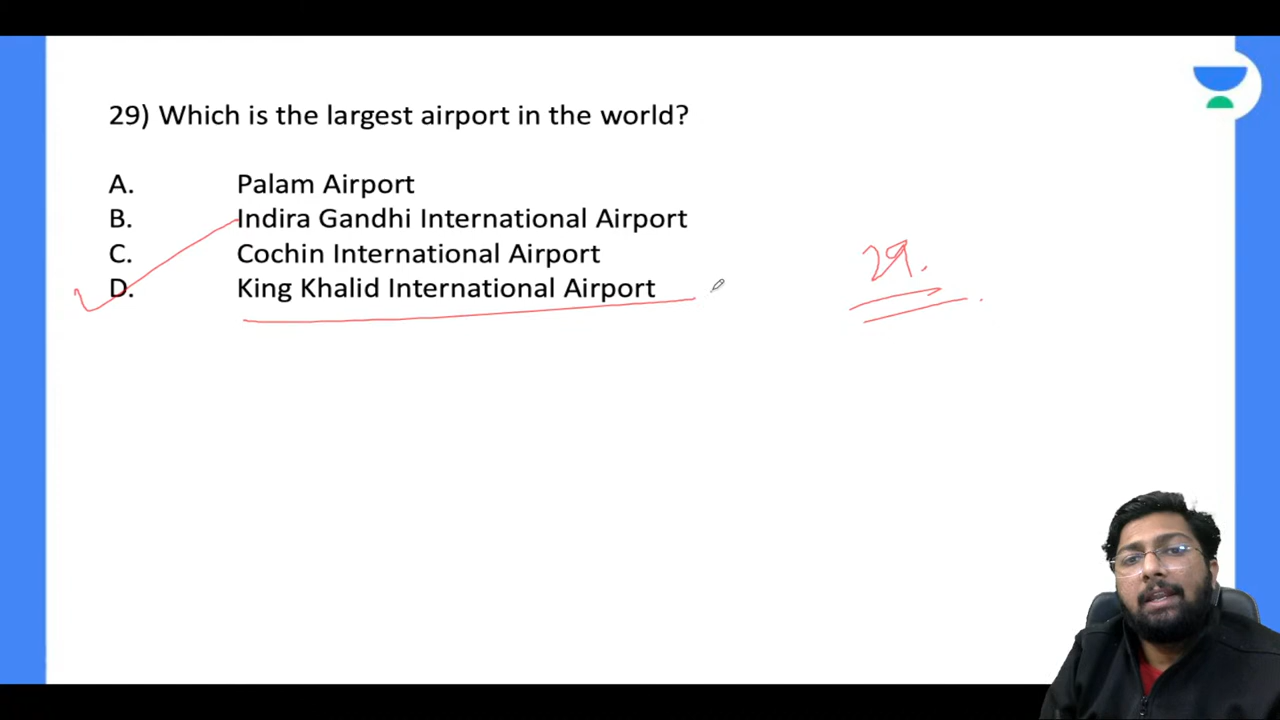 29) Which is the largest airport in the world?
A. Palam Airport
B. Indira Gandhi International Airport
C. Cochin International Airport
D. King Khalid International Airport
29.